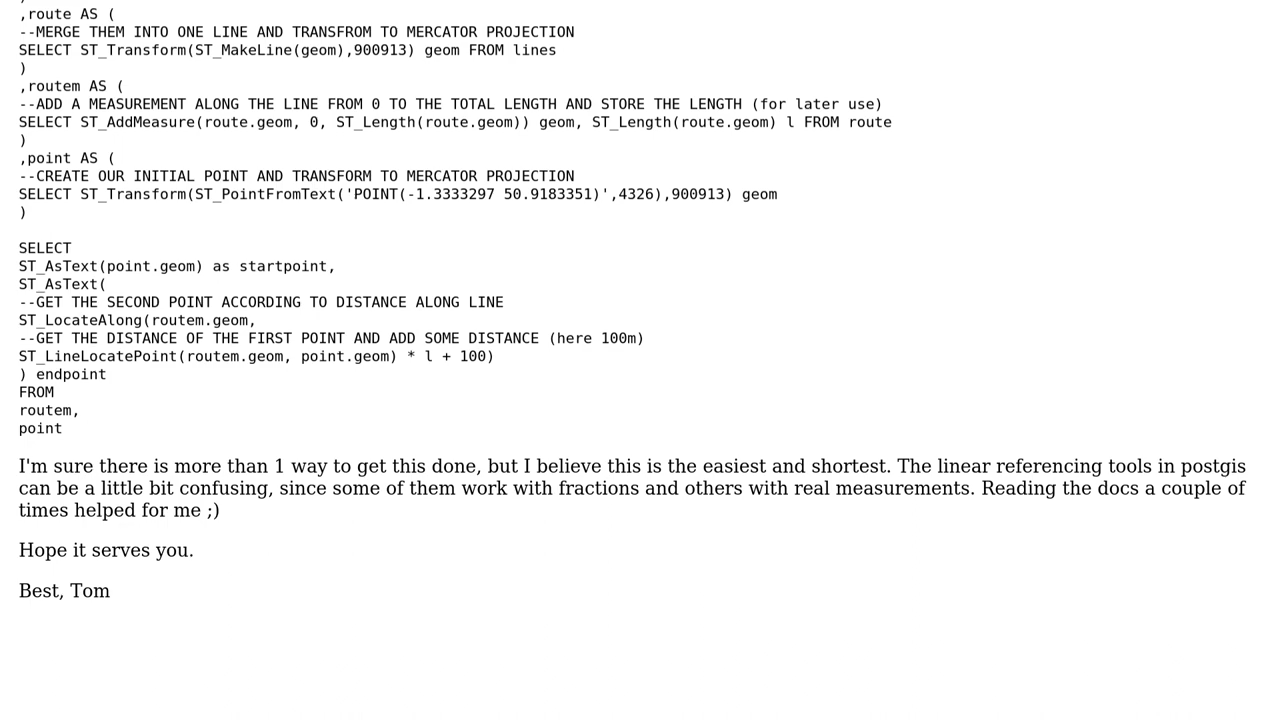 ,route AS (
--MERGE THEM INTO ONE LINE AND TRANSFROM TO MERCATOR PROJECTION
SELECT ST_Transform(ST_MakeLine(geom),900913) geom FROM lines
)
,routem AS (
--ADD A MEASUREMENT ALONG THE LINE FROM 0 TO THE TOTAL LENGTH AND STORE THE LENGTH (for later use)
SELECT ST_AddMeasure(route.geom, 0, ST_Length(route.geom)) geom, ST_Length(route.geom) l FROM route
)
,point AS (
--CREATE OUR INITIAL POINT AND TRANSFORM TO MERCATOR PROJECTION
SELECT ST_Transform(ST_PointFromText('POINT(-1.3333297 50.9183351)',4326),900913) geom
)

SELECT
ST_AsText(point.geom) as startpoint,
ST_AsText(
--GET THE SECOND POINT ACCORDING TO DISTANCE ALONG LINE
ST_LocateAlong(routem.geom,
--GET THE DISTANCE OF THE FIRST POINT AND ADD SOME DISTANCE (here 100m)
ST_LineLocatePoint(routem.geom, point.geom) * l + 100)
) endpoint
FROM
routem,
point
I'm sure there is more than 1 way to get this done, but I believe this is the easiest and shortest. The linear referencing tools in postgis
can be a little bit confusing, since some of them work with fractions and others with real measurements. Reading the docs a couple of
times helped for me ;)
Hope it serves you.
Best, Tom